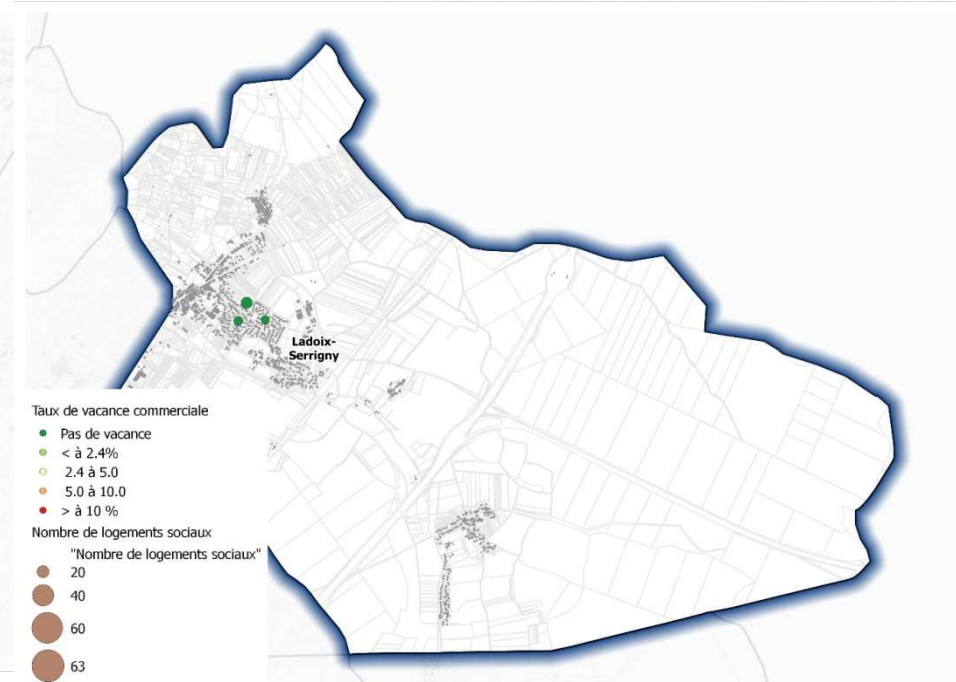 Ladoix-
Serrigny
Taux de vacance commerciale
Pas de vacance
< à 2.4%
2.4 à 5.0
5.0 à 10.0
> à 10 %
Nombre de logements sociaux
"Nombre de logements sociaux"
20
40
60
63